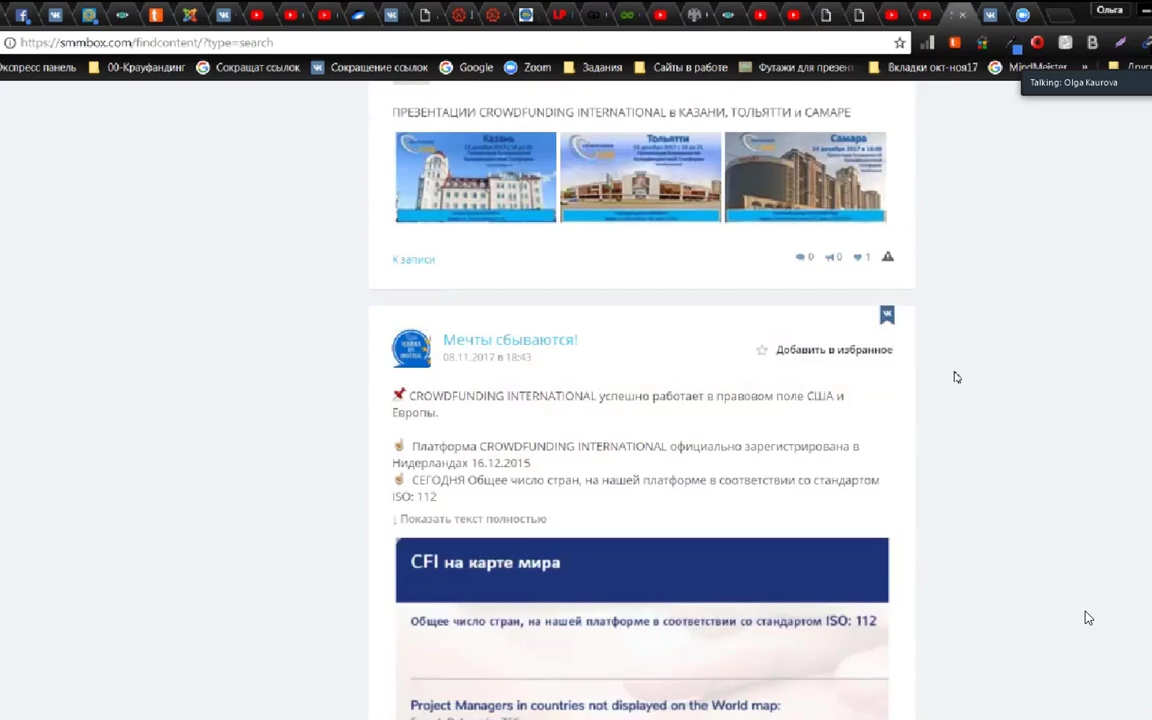 Ольга
https://smmbox.com/findcontent/?type=search
Экспресс панель
00-Крауфандинг
Сократит ссылок
Сокращение ссылок
Google
Zoom
Задания
Сайты в работе
Футажи для презент
Вкладки окт-ноя17
MindMeister
»
Talking: Olga Kaurova
ПРЕЗЕНТАЦИИ CROWDFUNDING INTERNATIONAL в КАЗАНИ, ТОЛЬЯТТИ и САМАРЕ
Казань
Тольятти
Самара
К записи
0 0 1
Мечты сбываются!
08.11.2017 в 18:43
Добавить в избранное
CROWDFUNDING INTERNATIONAL успешно работает в правовом поле США и
Европы.
Платформа CROWDFUNDING INTERNATIONAL официально зарегистрирована в
Нидерландах 16.12.2015
СЕГОДНЯ Общее число стран, на нашей платформе в соответствии со стандартом
ISO: 112
Показать текст полностью
CFI на карте мира
Общее число стран, на нашей платформе в соответствии со стандартом ISO: 112
Project Managers in countries not displayed on the World map: